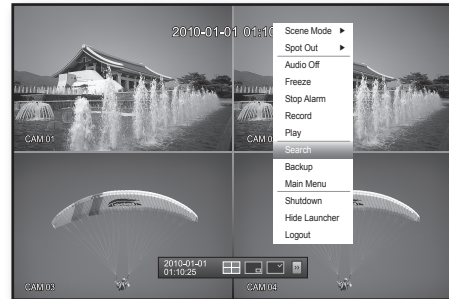 2010-01-01 01:10
Scene Mode
Spot Out
Audio Off
Freeze
Stop Alarm
Record
Play
Search
Backup
Main Menu
Shutdown
Hide Launcher
Logout
CAM 01
CAM 0
2010-01-01
01:10:25
CAM 03
CAM 04